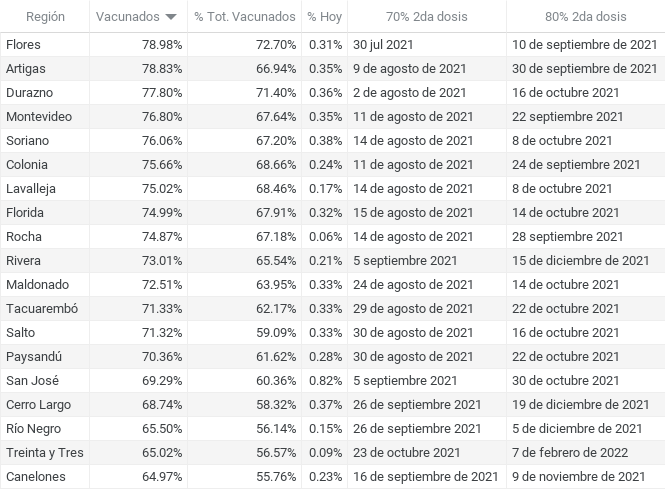 Región Vacunados % Tot. Vacunados % Hoy 70% 2da dosis 80% 2da dosis
Flores 78.98% 72.70% 0.31% 30 jul 2021 10 de septiembre de 2021
Artigas 78.83% 66.94% 0.35% 9 de agosto de 2021 30 de septiembre de 2021
Durazno 77.80% 71.40% 0.36% 2 de agosto de 2021 16 de octubre 2021
Montevideo 76.80% 67.64% 0.35% 11 de agosto de 2021 22 septiembre 2021
Soriano 76.06% 67.20% 0.38% 14 de agosto de 2021 8 de octubre 2021
Colonia 75.66% 68.66% 0.24% 11 de agosto de 2021 24 de septiembre 2021
Lavalleja 75.02% 68.46% 0.17% 14 de agosto de 2021 8 de octubre 2021
Florida 74.99% 67.91% 0.32% 15 de agosto de 2021 14 de octubre 2021
Rocha 74.87% 67.18% 0.06% 14 de agosto de 2021 28 septiembre 2021
Rivera 73.01% 65.54% 0.21% 5 septiembre 2021 15 de diciembre de 2021
Maldonado 72.51% 63.95% 0.33% 24 de agosto de 2021 14 de octubre 2021
Tacuarembó 71.33% 62.17% 0.33% 29 de agosto de 2021 22 de octubre 2021
Salto 71.32% 59.09% 0.33% 30 de agosto de 2021 16 de octubre 2021
Paysandú 70.36% 61.62% 0.28% 30 de agosto de 2021 22 de octubre 2021
San José 69.29% 60.36% 0.82% 5 septiembre 2021 30 de octubre 2021
Cerro Largo 68.74% 58.32% 0.37% 26 de septiembre 2021 19 de diciembre de 2021
Río Negro 65.50% 56.14% 0.15% 26 de septiembre 2021 5 de diciembre de 2021
Treinta y Tres 65.02% 56.57% 0.09% 23 de octubre 2021 7 de febrero de 2022
Canelones 64.97% 55.76% 0.23% 16 de septiembre de 2021 9 de noviembre de 2021